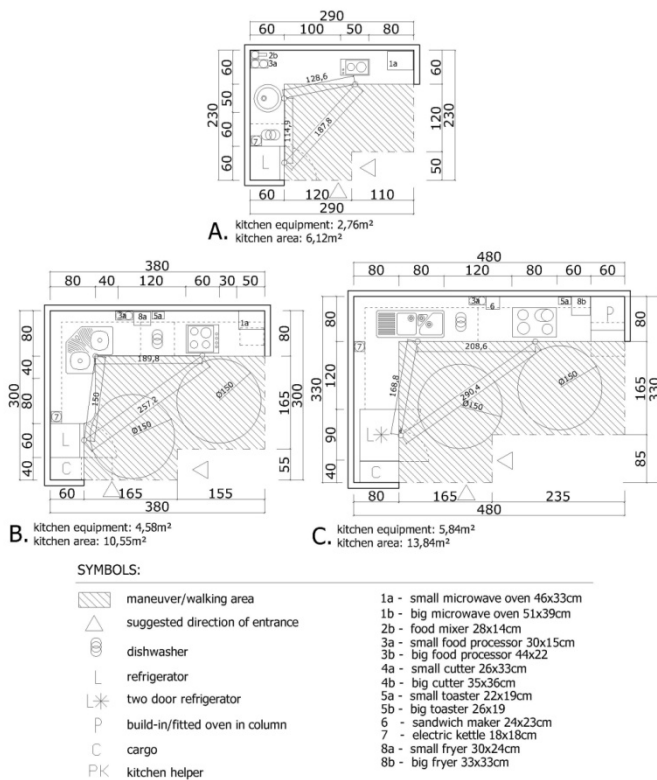 290
60 100 50 80
2b
3a
1a
128,6
114,9
187,8
7
L
230
60
50
60
60
60
120
50
230
60 120 110
290
A. kitchen equipment: 2,76m²
kitchen area: 6,12m²
380
80 40 120 60 30 50
3a 8a 5a
1a
189,8
150
257,2
Ø150
Ø150
7
L
C
300
80
40
80
60
40
80
165
55
300
60 165 155
380
B. kitchen equipment: 4,58m²
kitchen area: 10,55m²
480
80 80 120 80 60 60
3a 6 5a 8b
P
7
208,6
168,8
290,4
Ø150
Ø150
L
C
330
80
120
90
40
80
165
85
330
80 165 235
480
C. kitchen equipment: 5,84m²
kitchen area: 13,84m²
SYMBOLS:
maneuver/walking area
suggested direction of entrance
dishwasher
L refrigerator
L two door refrigerator
P build-in/fitted oven in column
C cargo
PK kitchen helper
1a - small microwave oven 46x33cm
1b - big microwave oven 51x39cm
2b - food mixer 28x14cm
3a - small food processor 30x15cm
3b - big food processor 44x22
4a - small cutter 26x33cm
4b - big cutter 35x36cm
5a - small toaster 22x19cm
5b - big toaster 26x19
6 - sandwich maker 24x23cm
7 - electric kettle 18x18cm
8a - small fryer 30x24cm
8b - big fryer 33x33cm